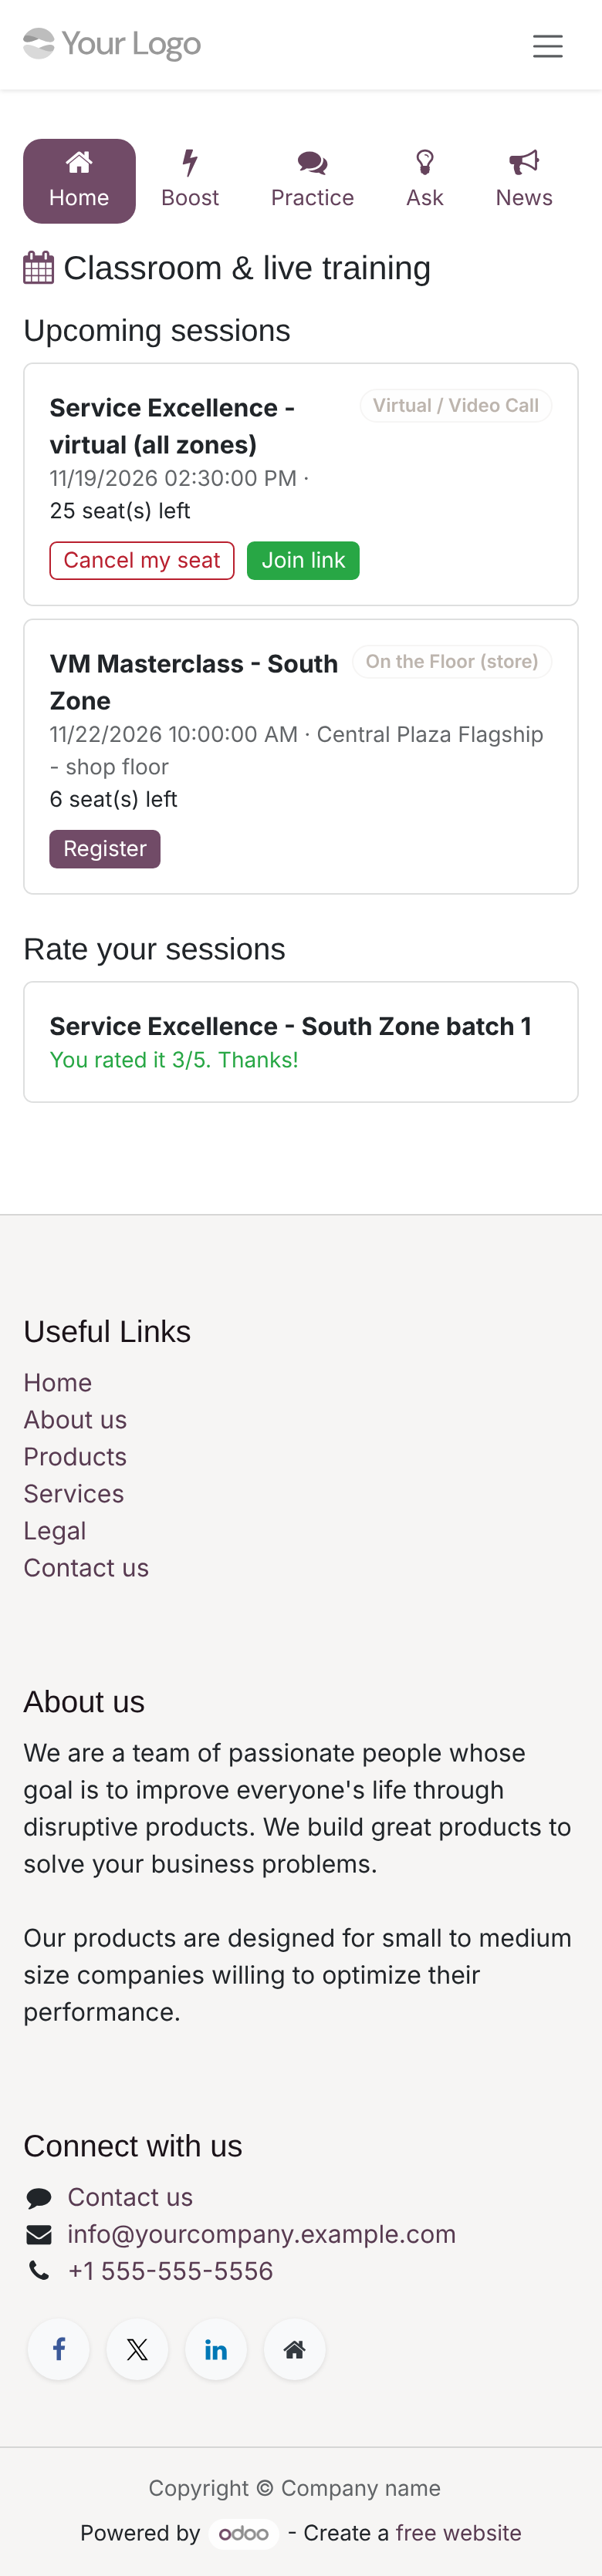 Your Logo
Home
Boost
Practice
Ask
News
Classroom & live training
Upcoming sessions
Service Excellence -
virtual (all zones)
Virtual / Video Call
11/19/2026 02:30:00 PM ·
25 seat(s) left
Cancel my seat
Join link
VM Masterclass - South
Zone
On the Floor (store)
11/22/2026 10:00:00 AM · Central Plaza Flagship
- shop floor
6 seat(s) left
Register
Rate your sessions
Service Excellence - South Zone batch 1
You rated it 3/5. Thanks!
Useful Links
Home
About us
Products
Services
Legal
Contact us
About us
We are a team of passionate people whose
goal is to improve everyone's life through
disruptive products. We build great products to
solve your business problems.
Our products are designed for small to medium
size companies willing to optimize their
performance.
Connect with us
Contact us
info@yourcompany.example.com
+1 555-555-5556
Copyright © Company name
Powered by odoo - Create a free website